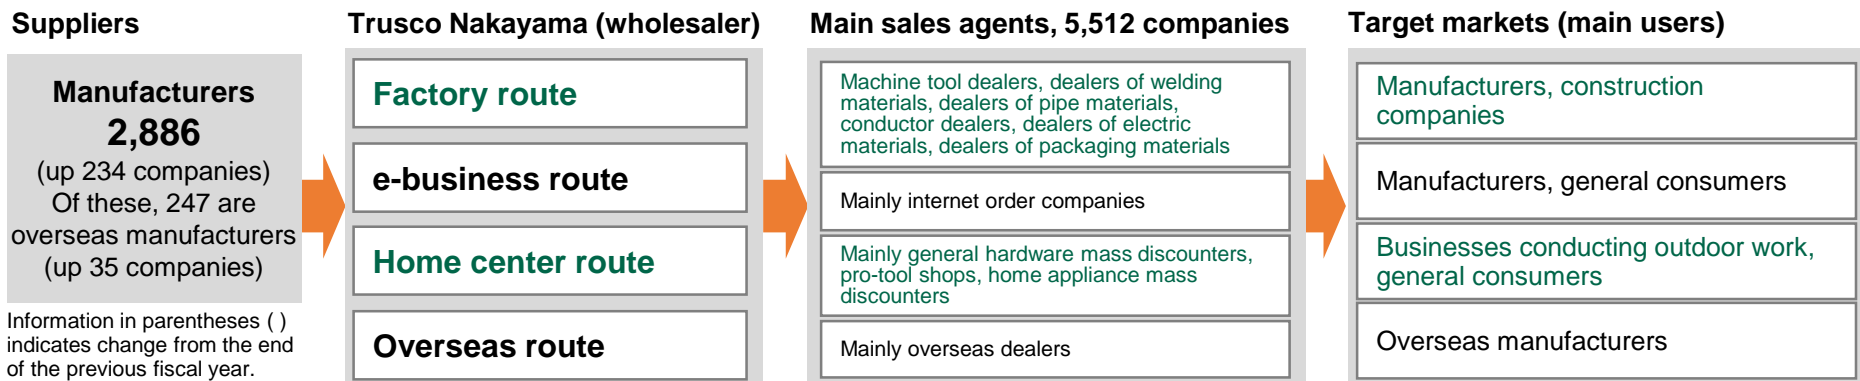 Suppliers
Manufacturers
2,886
(up 234 companies)
Of these, 247 are
overseas manufacturers
(up 35 companies)
Information in parentheses ( )
indicates change from the end
of the previous fiscal year.
Trusco Nakayama (wholesaler)
Factory route
e-business route
Home center route
Overseas route
Main sales agents, 5,512 companies
Machine tool dealers, dealers of welding
materials, dealers of pipe materials,
conductor dealers, dealers of electric
materials, dealers of packaging materials
Mainly internet order companies
Mainly general hardware mass discounters,
pro-tool shops, home appliance mass
discounters
Mainly overseas dealers
Target markets (main users)
Manufacturers, construction
companies
Manufacturers, general consumers
Businesses conducting outdoor work,
general consumers
Overseas manufacturers